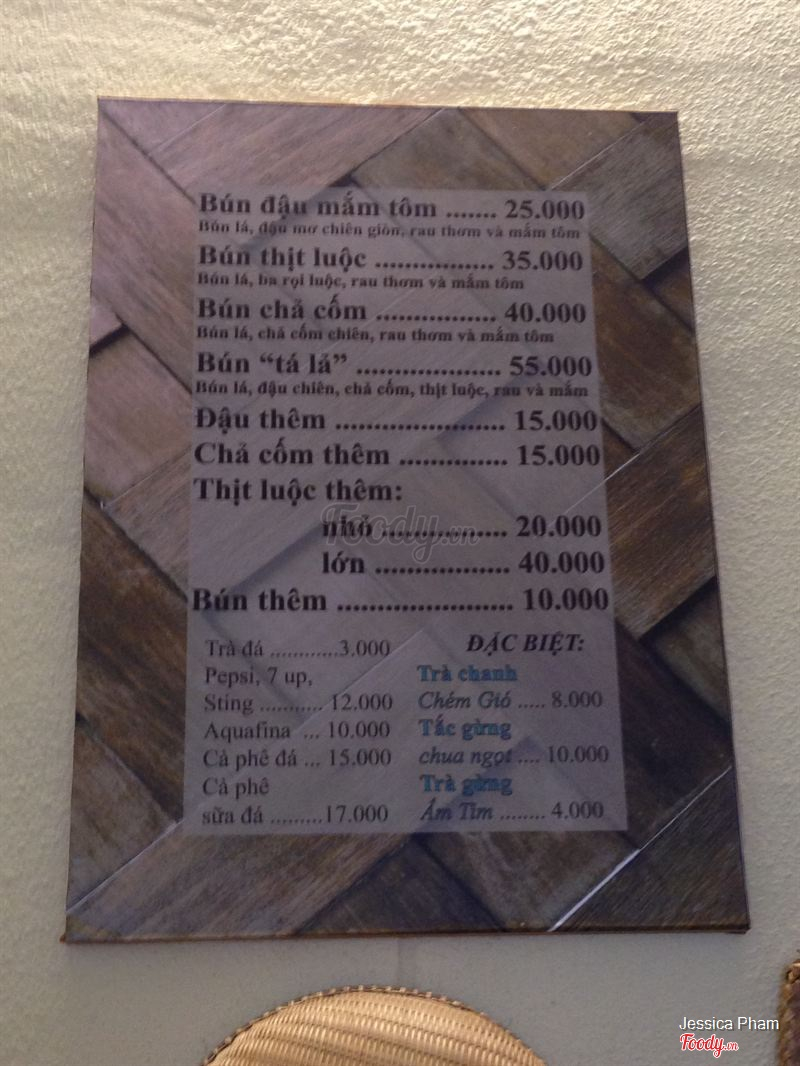 Bún đậu mắm tôm ....... 25.000
Bún lá, đậu mơ chiên giòn, rau thơm và mắm tôm
Bún thịt luộc ................ 35.000
Bún lá, ba rọi luộc, rau thơm và mắm tôm
Bún chả cốm ................ 40.000
Bún lá, chả cốm chiên, rau thơm và mắm tôm
Bún “tá lả” ................... 55.000
Bún lá, đậu chiên, chả cốm, thịt luộc, rau và mắm
Đậu thêm ...................... 15.000
Chả cốm thêm .............. 15.000
Thịt luộc thêm:
nhỏ ................ 20.000
lớn ................. 40.000
Bún thêm ...................... 10.000
Trà đá ............3.000
Pepsi, 7 up,
Sting ........... 12.000
Aquafina ... 10.000
Cà phê đá ... 15.000
Cà phê
sữa đá .........17.000
ĐẶC BIỆT:
Trà chanh
Chém Gió ..... 8.000
Tắc gừng
chua ngọt .... 10.000
Trà gừng
Ấm Tim ........ 4.000
Foody.vn
Jessica Pham
Foody.vn